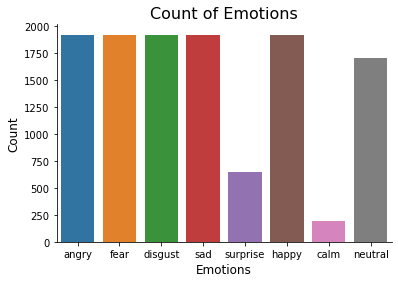 Count of Emotions
2000
1750
1500
1250
1000
750
500
250
0
Count
angry fear disgust sad surprise happy calm neutral
Emotions